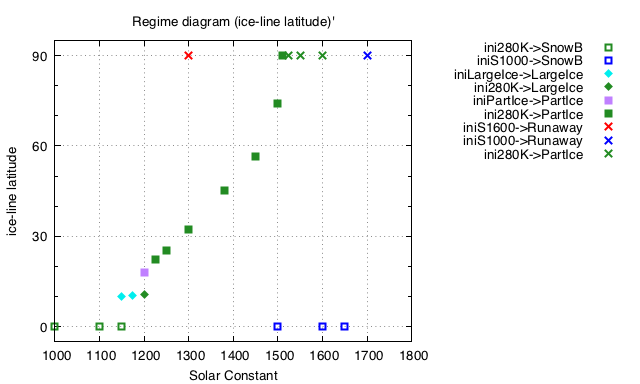 Regime diagram (ice-line latitude)'
ini280K->SnowB
iniS1000->SnowB
iniLargeIce->LargeIce
ini280K->LargeIce
iniPartIce->PartIce
ini280K->PartIce
iniS1600->Runaway
iniS1000->Runaway
ini280K->PartIce
ice-line latitude
90
60
30
0
1000 1100 1200 1300 1400 1500 1600 1700 1800
Solar Constant